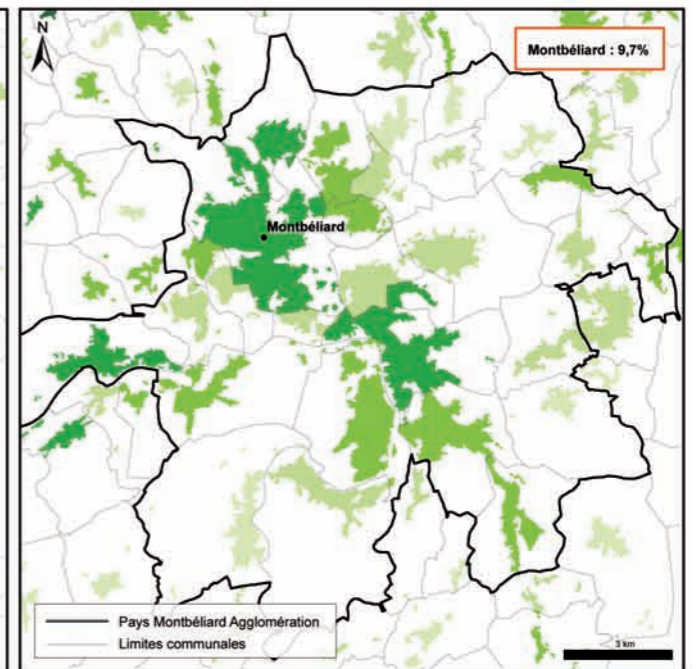 N
Montbéliard : 9,7%
Montbéliard
Pays Montbéliard Agglomération
Limites communales
3 km